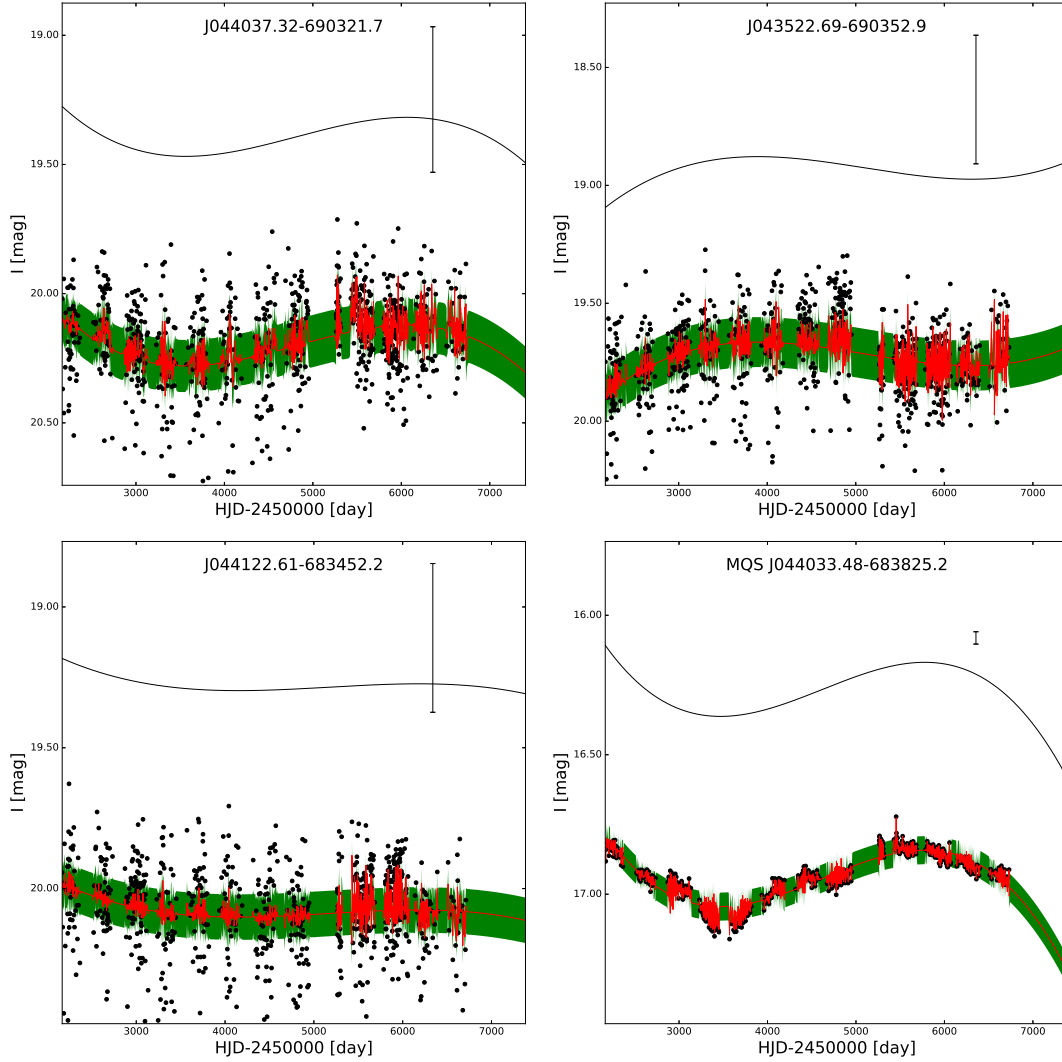 J044037.32-690321.7
19.00
19.50
20.00
20.50
I [mag]
3000 4000 5000 6000 7000
HJD-2450000 [day]
J043522.69-690352.9
18.50
19.00
19.50
20.00
I [mag]
3000 4000 5000 6000 7000
HJD-2450000 [day]
J044122.61-683452.2
19.00
19.50
20.00
I [mag]
3000 4000 5000 6000 7000
HJD-2450000 [day]
MQS J044033.48-683825.2
16.00
16.50
17.00
I [mag]
3000 4000 5000 6000 7000
HJD-2450000 [day]